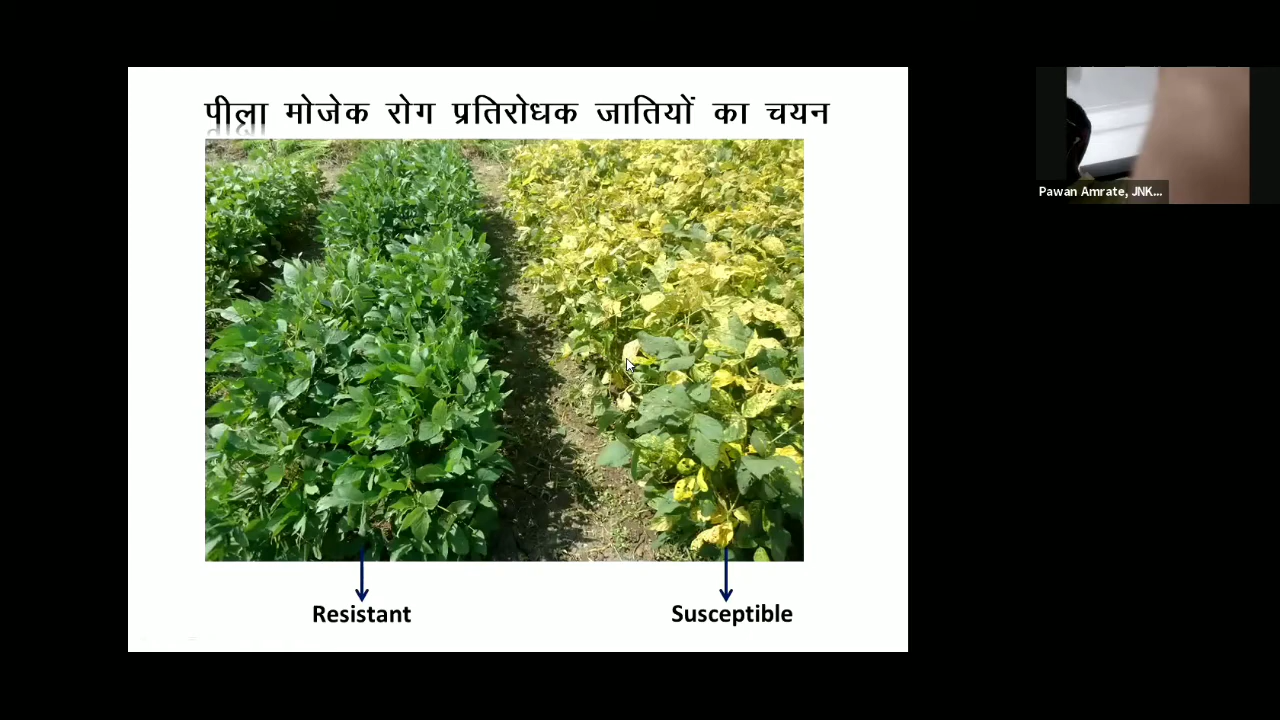 पीला मोजेक रोग प्रतिरोधक जातियों का चयन
Pawan Amrate, JNK...
Resistant
Susceptible